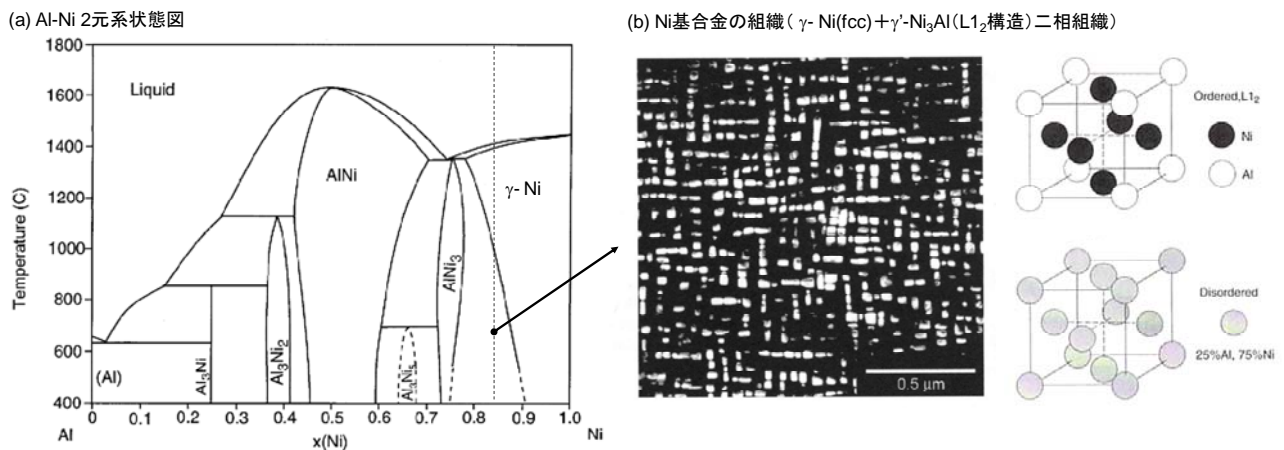 (a) Al-Ni 2元系状態図
1800
1600
1400
1200
1000
800
600
400
Temperature (C)
Liquid
AlNi
γ- Ni
AlNi3
(Al)
Al3Ni
Al3Ni2
Al3Ni5
0 0.1 0.2 0.3 0.4 0.5 0.6 0.7 0.8 0.9 1.0
Al
x(Ni)
Ni
(b) Ni基合金の組織( γ- Ni(fcc)+γ'-Ni3Al(L12構造)二相組織)
0.5 μm
Ordered,L12
Ni
Al
Disordered
25%Al, 75%Ni